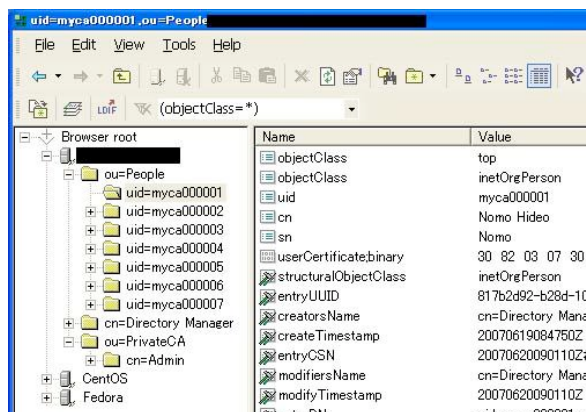 uid=myca000001 ,ou=People
File Edit View Tools Help
LDIF (objectClass=*)
Browser root
ou=People
uid=myca000001
uid=myca000002
uid=myca000003
uid=myca000004
uid=myca000005
uid=myca000006
uid=myca000007
cn=Directory Manager
ou=PrivateCA
cn=Admin
CentOS
Fedora
Name Value
objectClass top
objectClass inetOrgPerson
uid myca000001
cn Nomo Hideo
sn Nomo
userCertificate;binary 30 82 03 07 30
structuralObjectClass inetOrgPerson
entryUUID 817b2d92-b28d-10
creatorsName cn=Directory Mana
createTimestamp 20070619084750Z
entryCSN 20070620090110Z
modifiersName cn=Directory Mana
modifyTimestamp 20070620090110Z